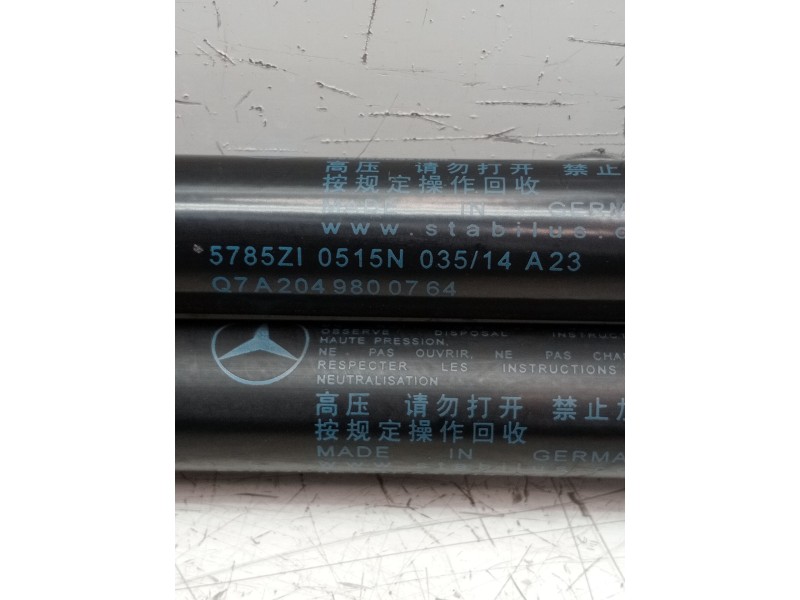 高压 请勿打开 禁止
按规定操作回收
MADE IN GERM
www.stabilus.
5785ZI 0515N 035/14 A23
Q7A204 980 07 64
OBSERVE DISPOSAL INSTRUCT
HAUTE PRESSION.
NE PAS OUVRIR, NE PAS CHA
RESPECTER LES INSTRUCTIONS
NEUTRALISATION
高压 请勿打开 禁止加
按规定操作回收
MADE IN GERMA